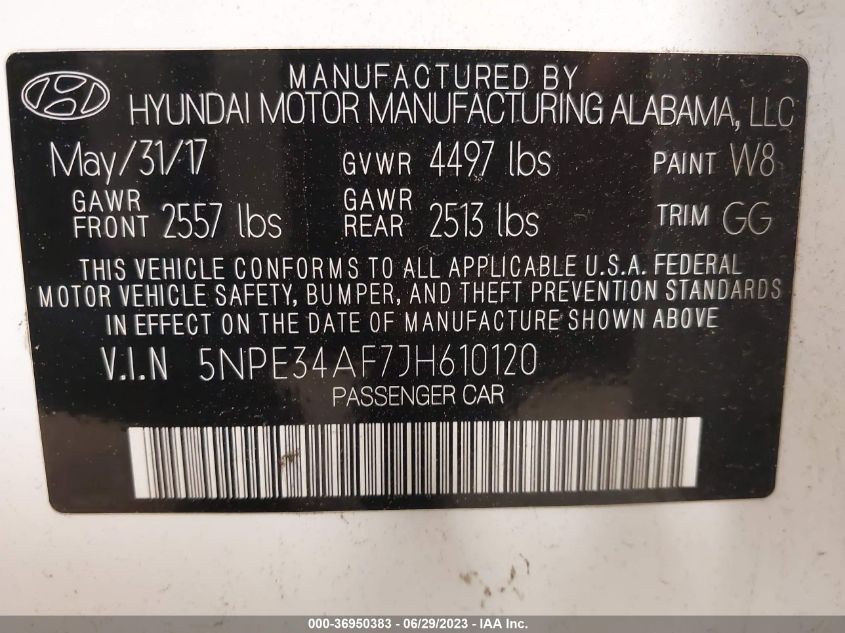 MANUFACTURED BY
HYUNDAI MOTOR MANUFACTURING ALABAMA, LLC
May/31/17 GVWR 4497 lbs PAINT W8
GAWR FRONT 2557 lbs GAWR REAR 2513 lbs TRIM GG
THIS VEHICLE CONFORMS TO ALL APPLICABLE U.S.A. FEDERAL
MOTOR VEHICLE SAFETY, BUMPER, AND THEFT PREVENTION STANDARDS
IN EFFECT ON THE DATE OF MANUFACTURE SHOWN ABOVE.
V.I.N 5NPE34AF7JH610120
PASSENGER CAR
000-36950383 - 06/29/2023 - © IAA Inc.